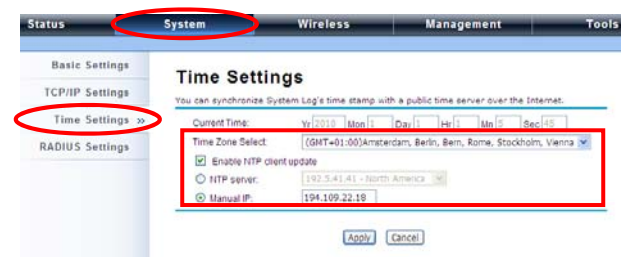 Status System Wireless Management Tools
Basic Settings
TCP/IP Settings
Time Settings »
RADIUS Settings
Time Settings
You can synchronize System Log's time stamp with a public time server over the Internet.
Current Time: Yr 2010 Mon 1 Day 1 Hr 1 Mn 5 Sec 45
Time Zone Select: (GMT+01:00)Amsterdam, Berlin, Bern, Rome, Stockholm, Vienna
Enable NTP client update
NTP server: 192.5.41.41 - North America
Manual IP: 194.109.22.18
Apply Cancel